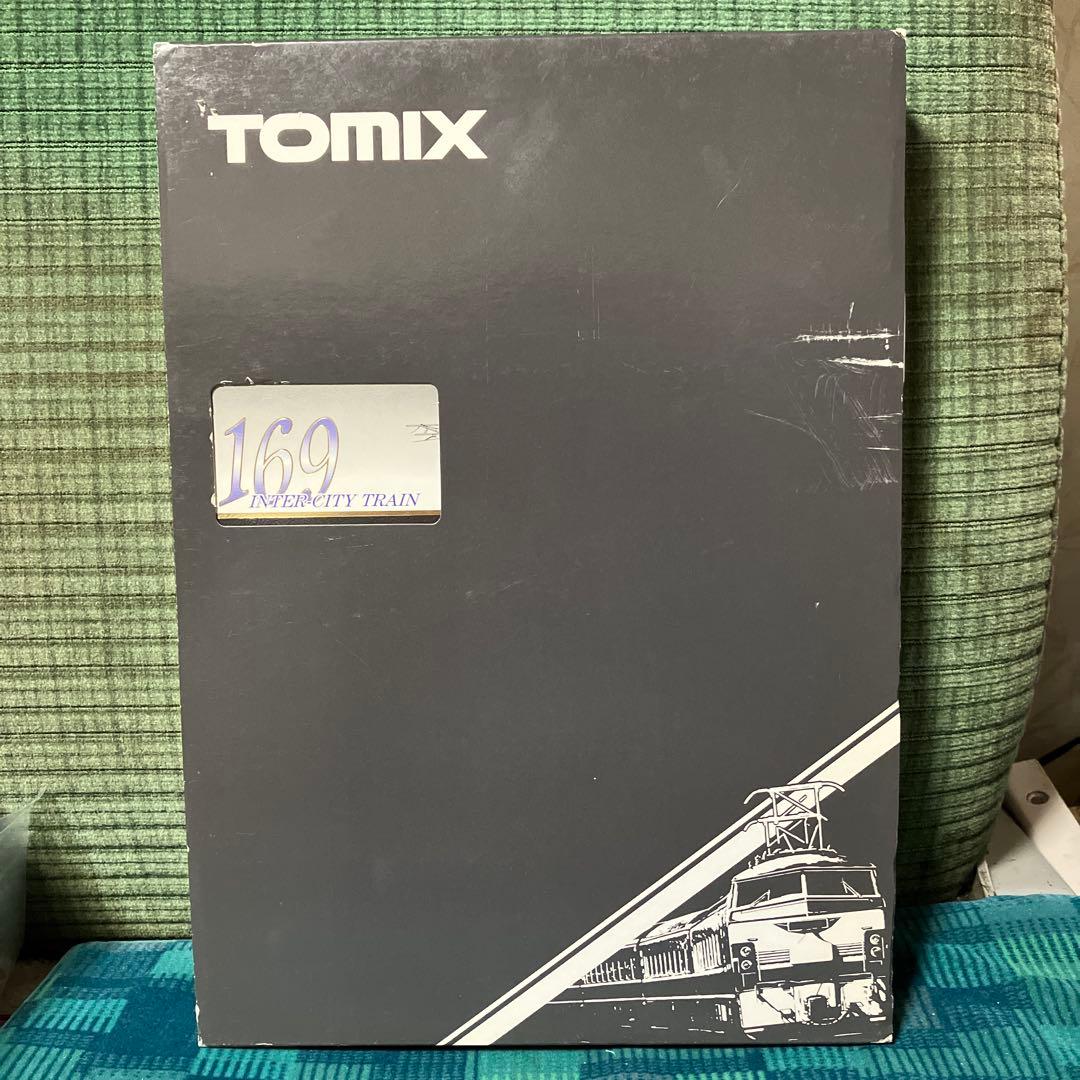 TOMIX
169
INTER-CITY TRAIN